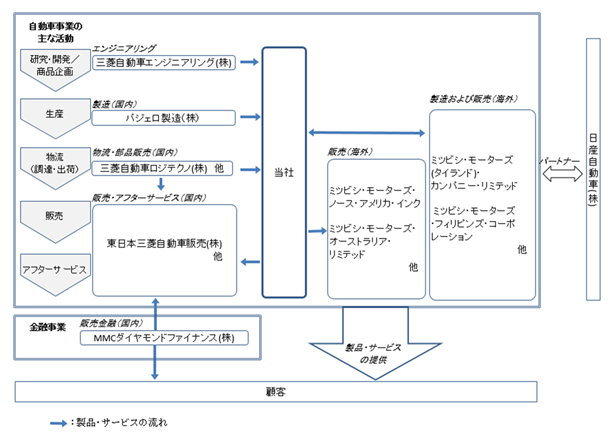 自動車事業の
主な活動
研究・開発／
商品企画
エンジニアリング
三菱自動車エンジニアリング(株)
生産
製造(国内)
パジェロ製造(株)
物流
(調達・出荷)
物流・部品販売(国内)
三菱自動車ロジテクノ(株) 他
販売
販売・アフターサービス(国内)
東日本三菱自動車販売(株)
他
アフターサービス
当社
販売(海外)
ミツビシ・モーターズ・
ノース・アメリカ・インク
ミツビシ・モーターズ・
オーストラリア・
リミテッド
他
製造および販売(海外)
ミツビシ・モーターズ
(タイランド)・
カンパニー・リミテッド
ミツビシ・モーターズ
・フィリピンズ・コーポ
レーション
他
パートナー
日産自動車(株)
金融事業
販売金融(国内)
MMCダイヤモンドファイナンス(株)
製品・サービス
の提供
顧客
：製品・サービスの流れ